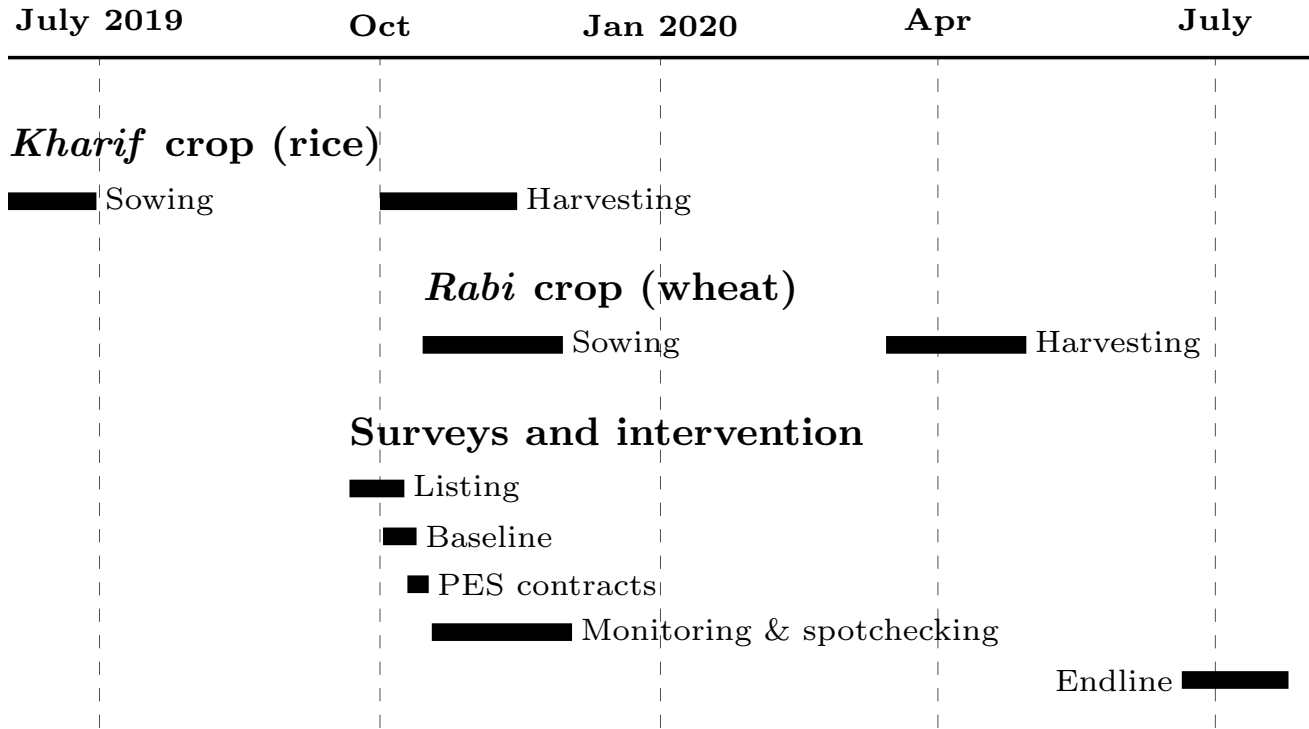 July 2019 Oct Jan 2020 Apr July
Kharif crop (rice)
Sowing Harvesting
Rabi crop (wheat)
Sowing Harvesting
Surveys and intervention
Listing
Baseline
PES contracts
Monitoring & spotchecking
Endline